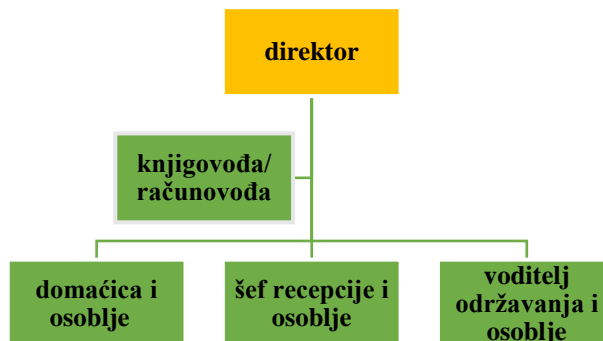 direktor
knjigovođa/
računovođa
domaćica i
osoblje
šef recepcije i
osoblje
voditelj
održavanja i
osoblje